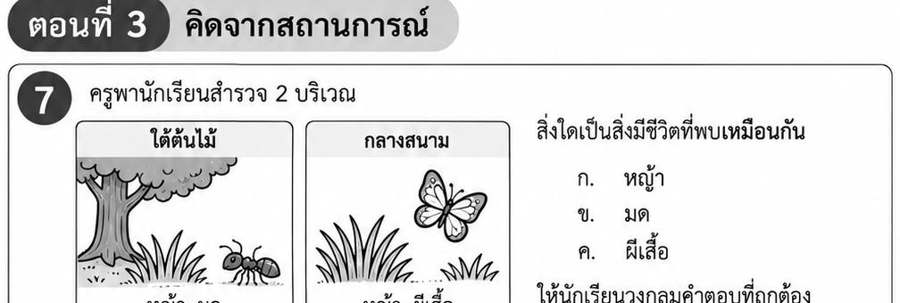 ตอนที่ 3 คิดจากสถานการณ์
7 ครูพานักเรียนสำรวจ 2 บริเวณ
ใต้ต้นไม้
กลางสนาม
สิ่งใดเป็นสิ่งมีชีวิตที่พบเหมือนกัน
ก. หญ้า
ข. มด
ค. ผีเสื้อ
ให้นักเรียนวงกลมคำตอบที่ถูกต้อง